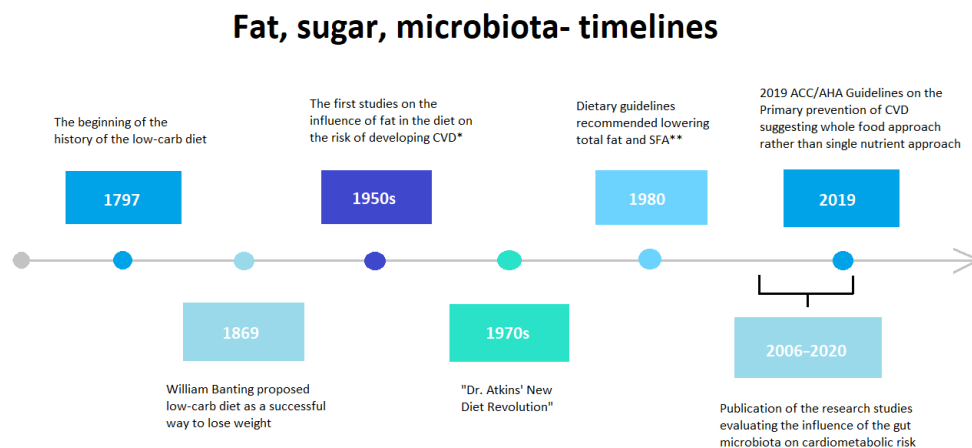 Fat, sugar, microbiota- timelines
The beginning of the
history of the low-carb diet
1797
William Banting proposed
low-carb diet as a successful
way to lose weight
1869
The first studies on the
influence of fat in the diet on
the risk of developing CVD*
1950s
1970s
"Dr. Atkins' New
Diet Revolution"
Dietary guidelines
recommended lowering
total fat and SFA**
1980
2019 ACC/AHA Guidelines on the
Primary prevention of CVD
suggesting whole food approach
rather than single nutrient approach
2019
2006–2020
Publication of the research studies
evaluating the influence of the gut
microbiota on cardiometabolic risk